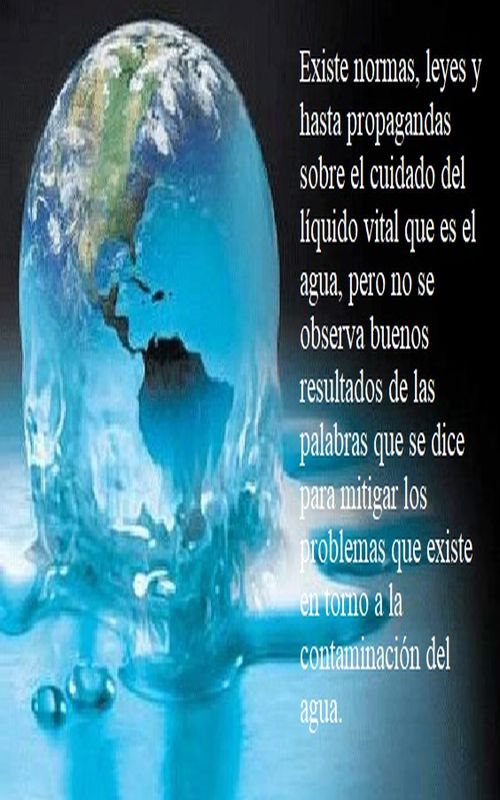 Existe normas, leyes y
hasta propagandas
sobre el cuidado del
líquido vital que es el
agua, pero no se
observa buenos
resultados de las
palabras que se dice
para mitigar los
problemas que existe
en torno a la
contaminación del
agua.